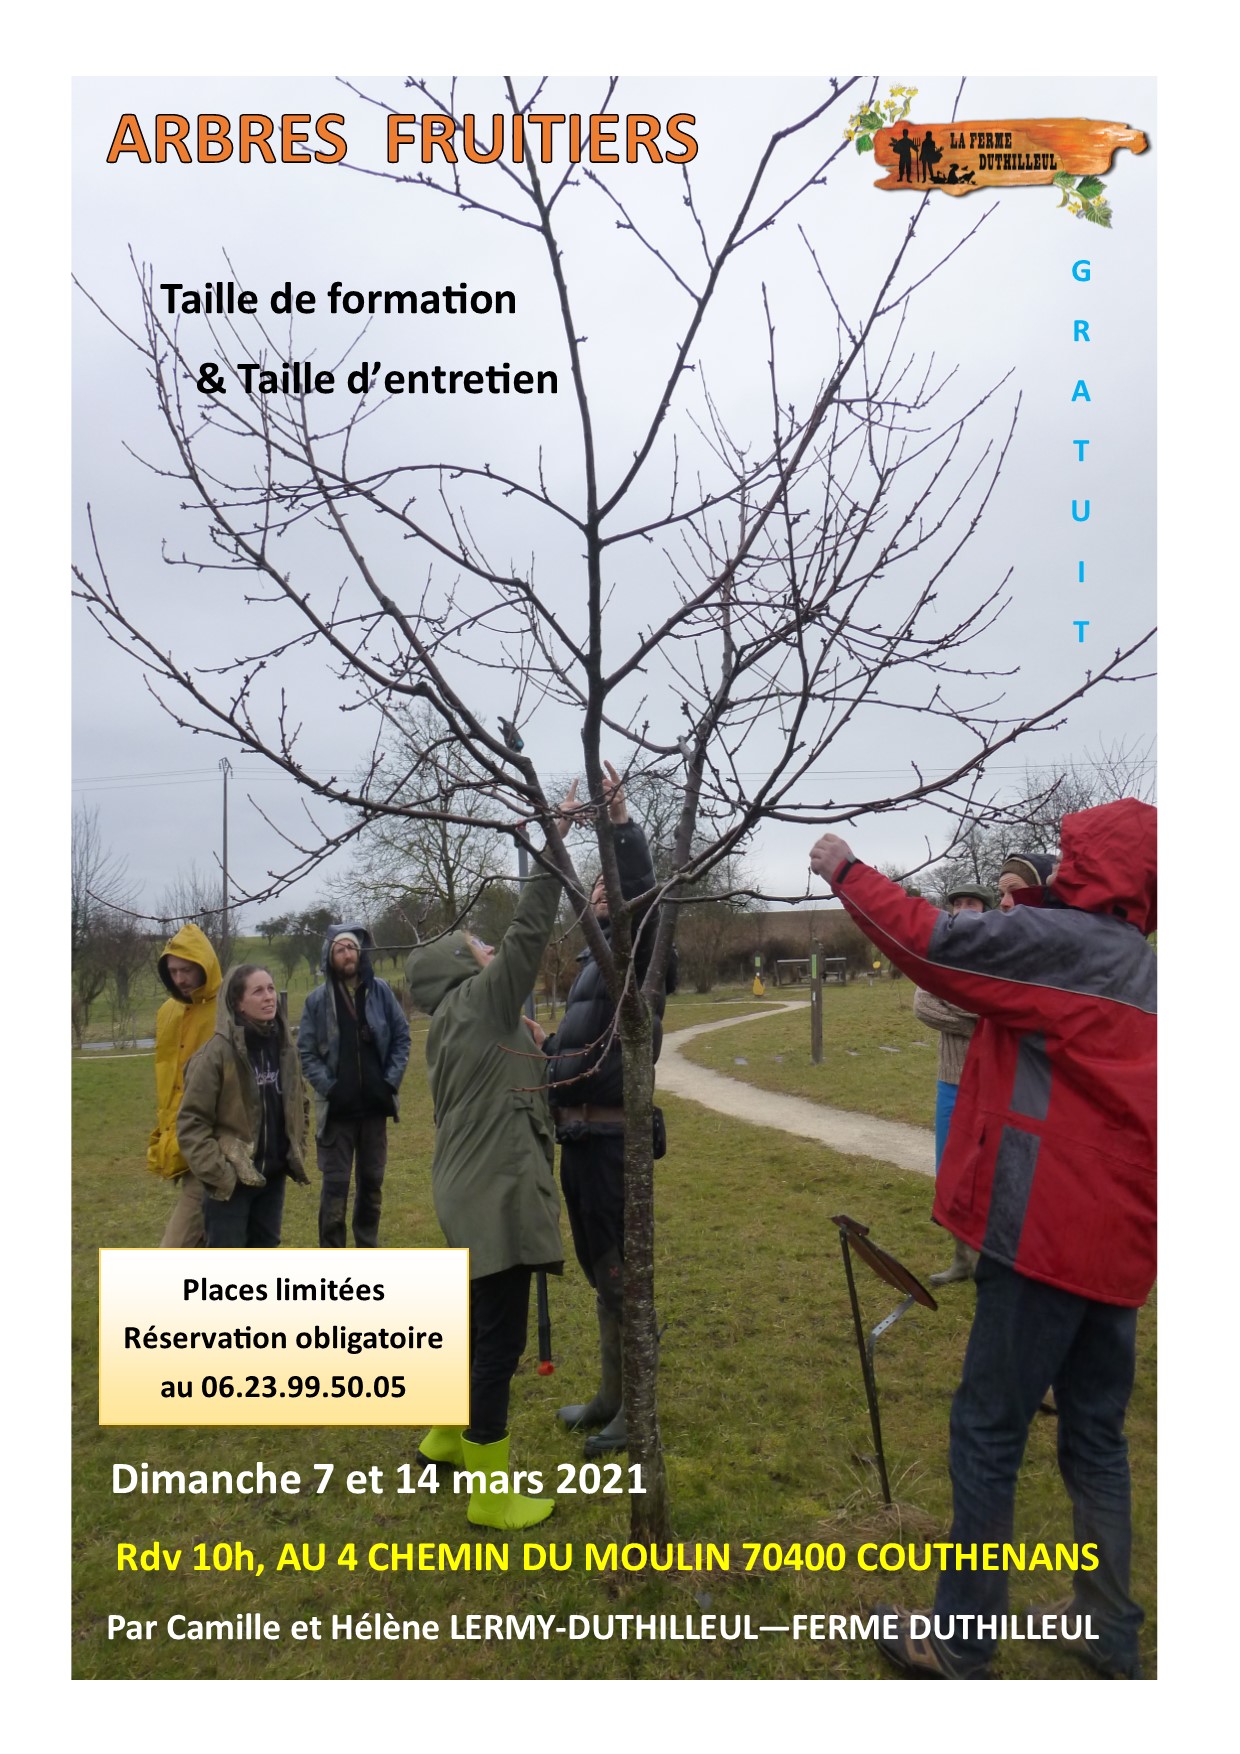 ARBRES FRUITIERS
LA FERME
DUTHILLEUL
Taille de formation
& Taille d’entretien
G
R
A
T
U
I
T
Places limitées
Réservation obligatoire
au 06.23.99.50.05
Dimanche 7 et 14 mars 2021
Rdv 10h, AU 4 CHEMIN DU MOULIN 70400 COUTHENANS
Par Camille et Hélène LERMY-DUTHILLEUL—FERME DUTHILLEUL